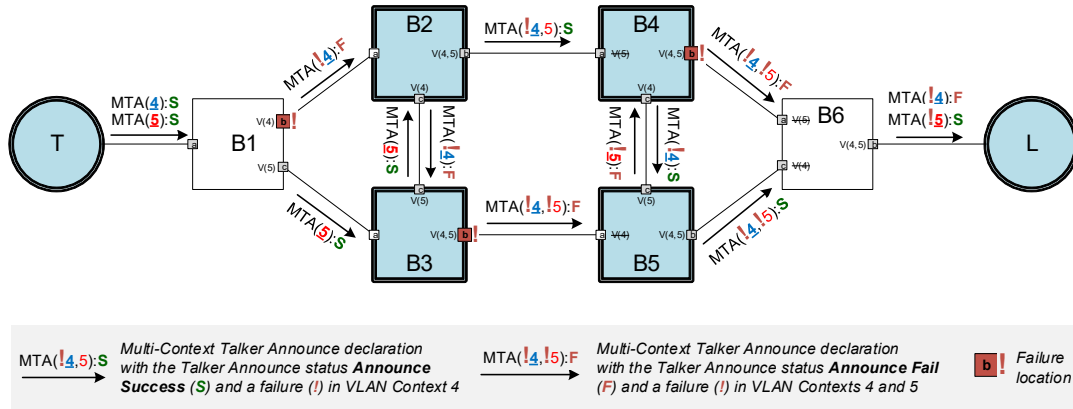 B2
B4
MTA(!4,5):S
MTA(!4):F
MTA(!4,!5):F
a
V(4,5)
b
a
V(5)
V(4,5)
b
!
V(4)
c
V(4)
c
MTA(4):S
MTA(5):S
MTA(!4):F
MTA(!5):S
T
a
B1
V(4)
b
!
V(5)
c
MTA(5):S
MTA(!4):F
MTA(!5):F
MTA(!4):S
a
V(5)
B6
V(4,5)
b
c
V(4)
L
MTA(5):S
c
V(5)
MTA(!4,!5):F
c
V(5)
MTA(!4,!5):S
a
V(4,5)
b
!
B3
a
V(4)
V(4,5)
b
B5
MTA(!4,5):S
Multi-Context Talker Announce declaration
with the Talker Announce status Announce
Success (S) and a failure (!) in VLAN Context 4
MTA(!4,!5):F
Multi-Context Talker Announce declaration
with the Talker Announce status Announce Fail
(F) and a failure (!) in VLAN Contexts 4 and 5
b
!
Failure
location